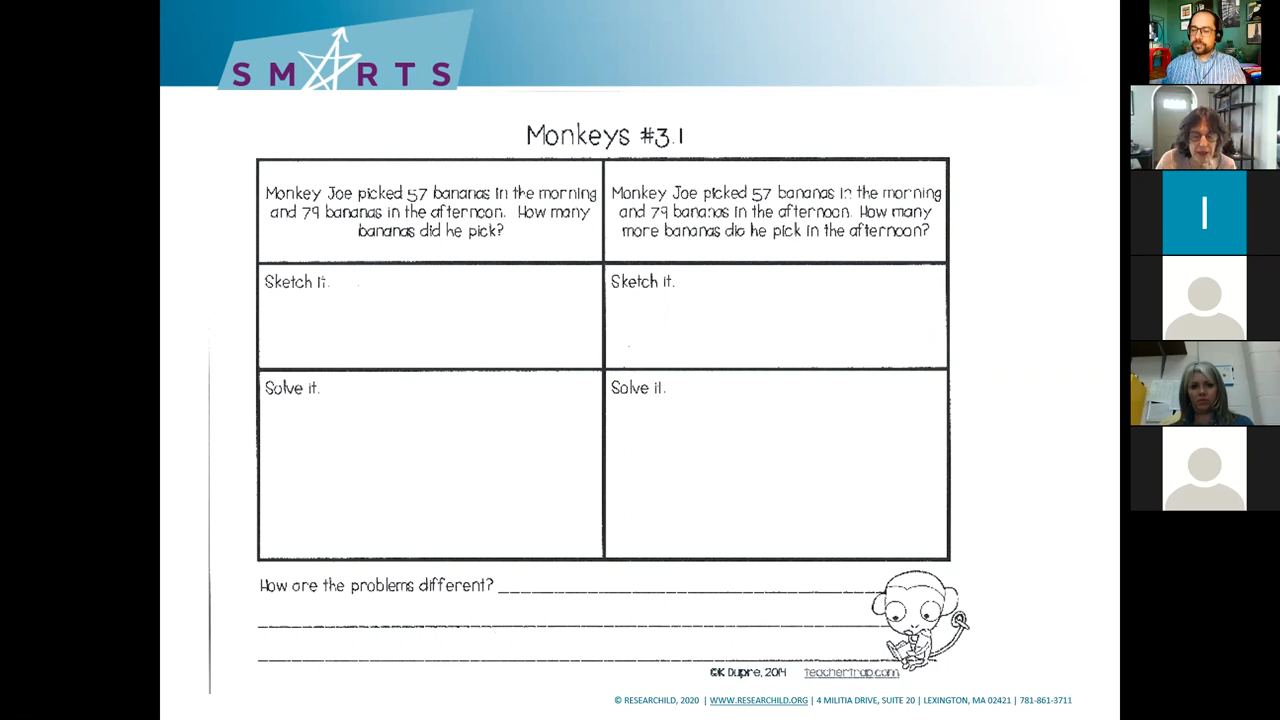 SMARTS
Monkeys #3.1
Monkey Joe picked 57 bananas in the morning
and 79 bananas in the afternoon. How many
bananas did he pick?
Monkey Joe picked 57 bananas in the morning
and 79 bananas in the afternoon. How many
more bananas did he pick in the afternoon?
Sketch it.
Sketch it.
Solve it.
Solve it.
How are the problems different?
©K Dupre, 2014 teachertrap.com
© RESEARCHILD, 2020 | WWW.RESEARCHILD.ORG | 4 MILITIA DRIVE, SUITE 20 | LEXINGTON, MA 02421 | 781-861-3711
I